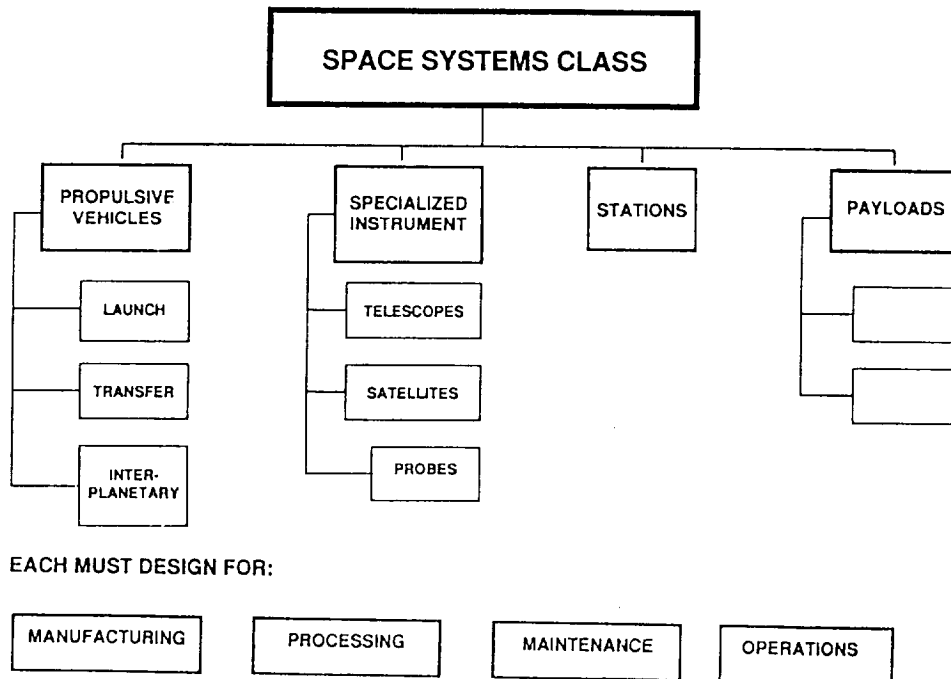 SPACE SYSTEMS CLASS
PROPULSIVE
VEHICLES
LAUNCH
TRANSFER
INTER-
PLANETARY
SPECIALIZED
INSTRUMENT
TELESCOPES
SATELLITES
PROBES
STATIONS
PAYLOADS
EACH MUST DESIGN FOR:
MANUFACTURING
PROCESSING
MAINTENANCE
OPERATIONS